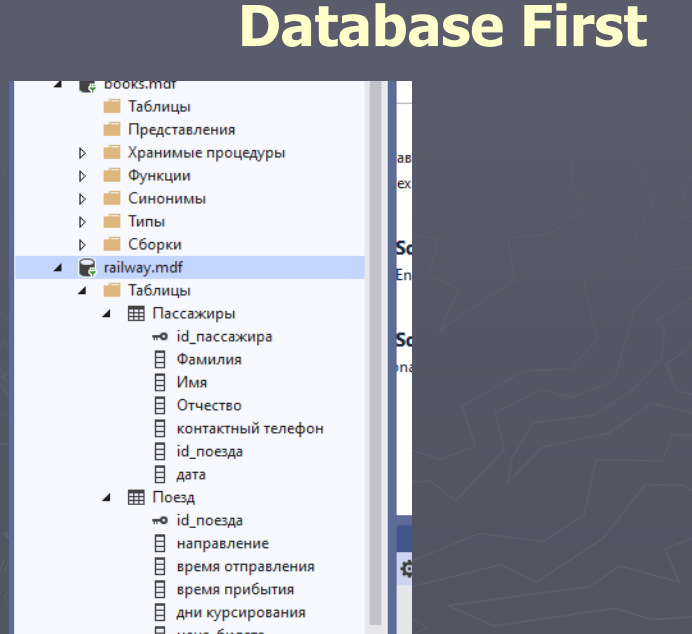 Database First
books.mdf
Таблицы
Представления
Хранимые процедуры
Функции
Синонимы
Типы
Сборки
railway.mdf
Таблицы
Пассажиры
id_пассажира
Фамилия
Имя
Отчество
контактный телефон
id_поезда
дата
Поезд
id_поезда
направление
время отправления
время прибытия
дни курсирования